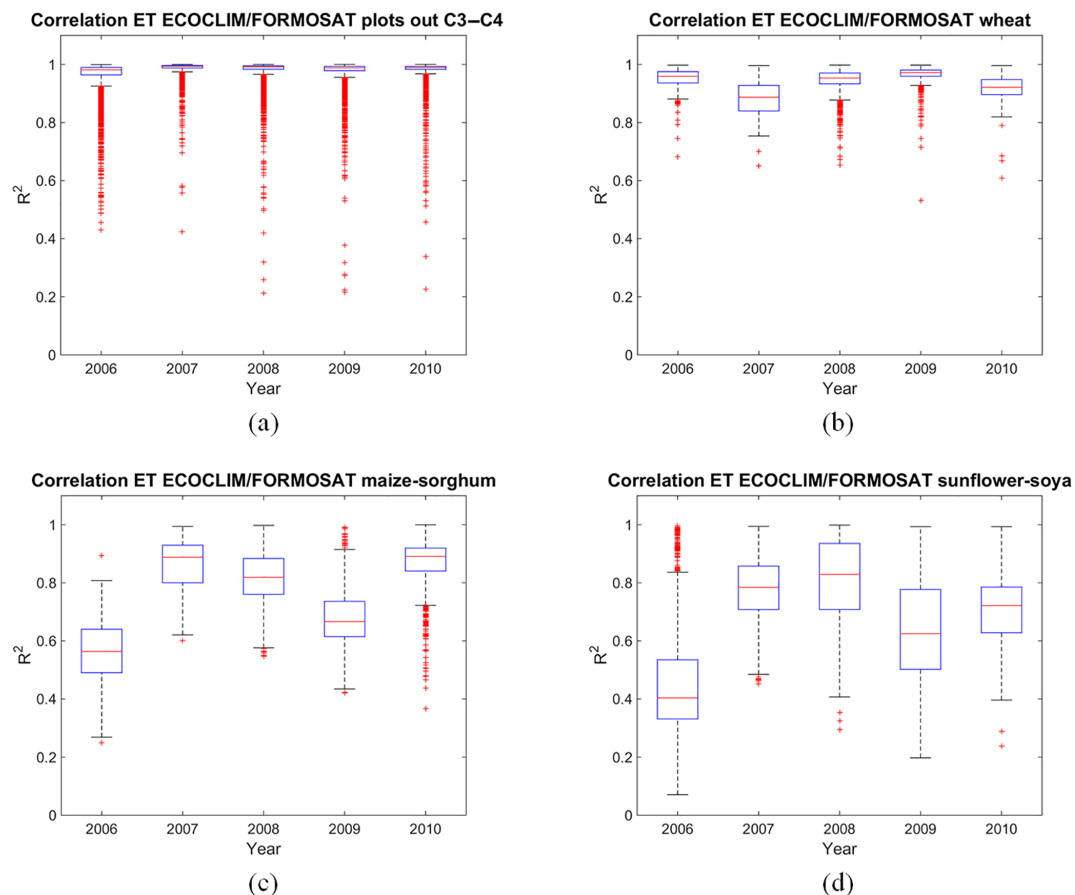 Correlation ET ECOCLIM/FORMOSAT plots out C3–C4
1
0.8
0.6
0.4
0.2
0
R2
2006 2007 2008 2009 2010
Year
(a)
Correlation ET ECOCLIM/FORMOSAT wheat
1
0.8
0.6
0.4
0.2
0
R2
2006 2007 2008 2009 2010
Year
(b)
Correlation ET ECOCLIM/FORMOSAT maize-sorghum
1
0.8
0.6
0.4
0.2
0
R2
2006 2007 2008 2009 2010
Year
(c)
Correlation ET ECOCLIM/FORMOSAT sunflower-soya
1
0.8
0.6
0.4
0.2
0
R2
2006 2007 2008 2009 2010
Year
(d)